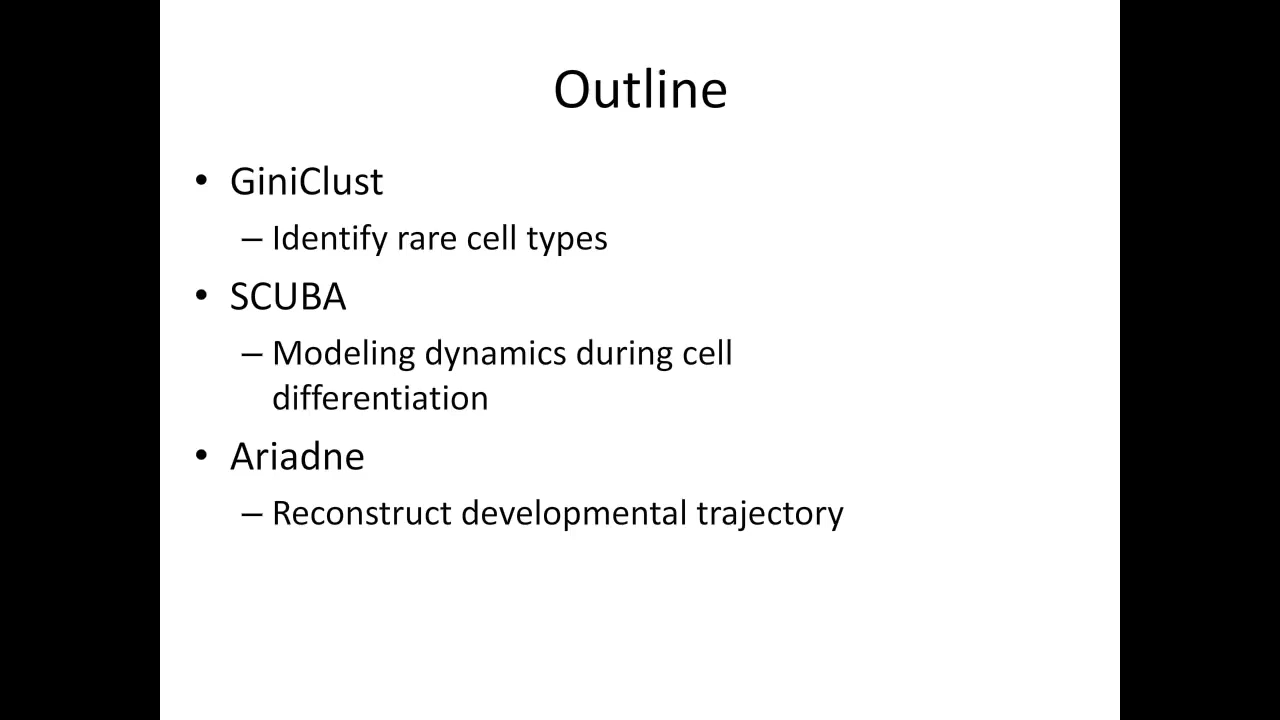 Outline
• GiniClust
– Identify rare cell types
• SCUBA
– Modeling dynamics during cell
differentiation
• Ariadne
– Reconstruct developmental trajectory